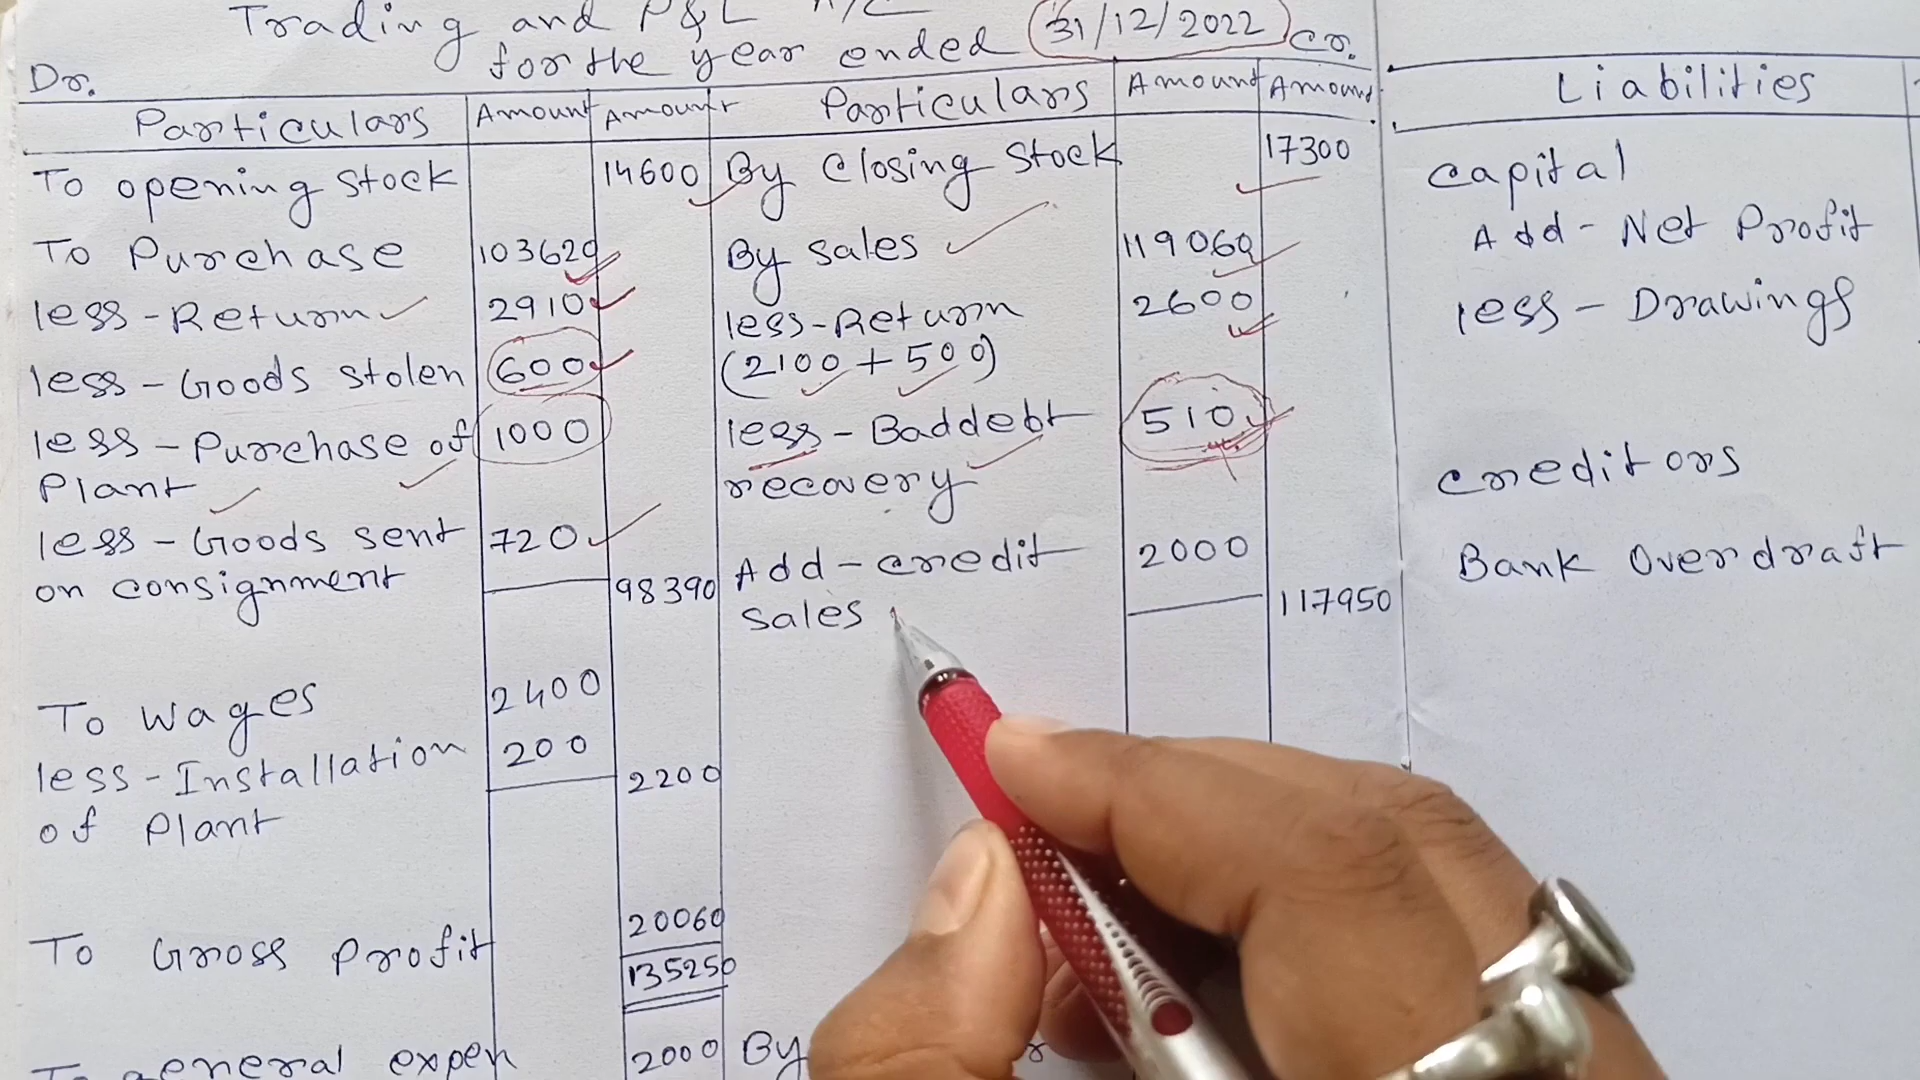 Trading and P&L A/C
for the year ended 31/12/2022
Dr. Cr.
Particulars Amount Amount Particulars Amount Amount
To opening stock 14600 By Closing Stock 17300
To Purchase 103620 By Sales 119060
less-Return 2910 less-Return 2600
(2100+500)
less-Goods stolen 600
less-Purchase of 1000 less-Baddebt 510
Plant recovery
less-Goods sent 720 Add-credit 2000
on consignment 98390 Sales 117950
To Wages 2400
less-Installation 200 2200
of Plant
To Gross Profit 20060
135250
To general expen 2000 By
Liabilities
Capital
Add-Net Profit
less-Drawings
Creditors
Bank Overdraft